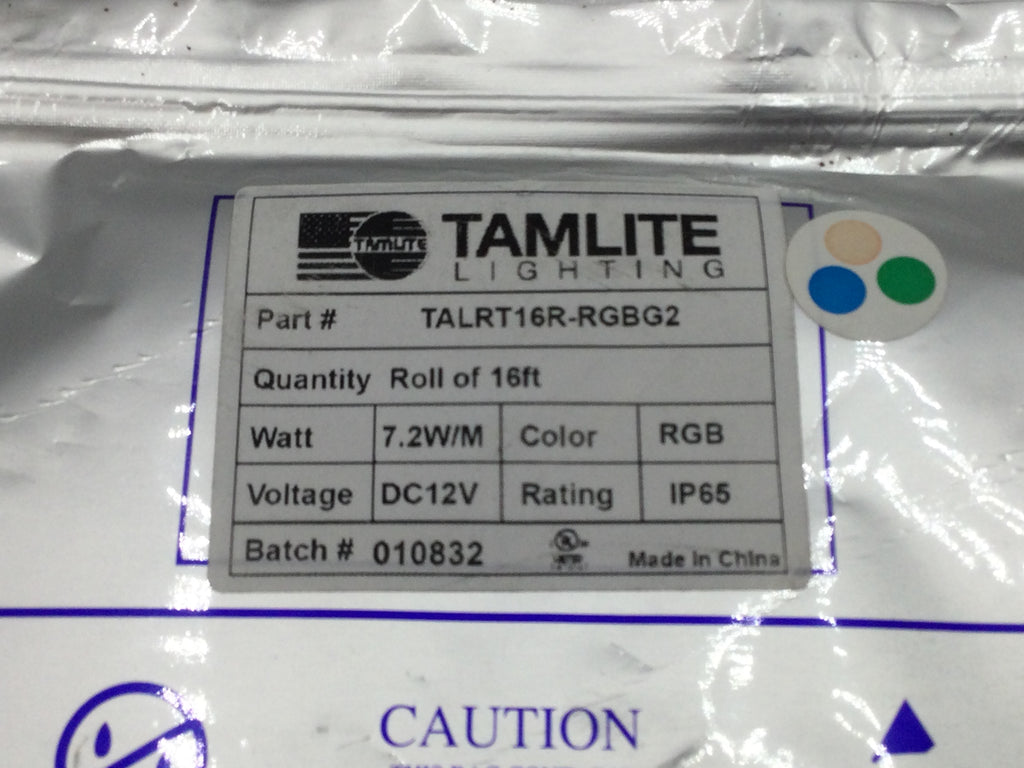 TAMLITE
TAMLITE
LIGHTING
Part # TALRT16R-RGBG2
Quantity Roll of 16ft
Watt 7.2W/M Color RGB
Voltage DC12V Rating IP65
Batch # 010832 UL Made In China
CAUTION